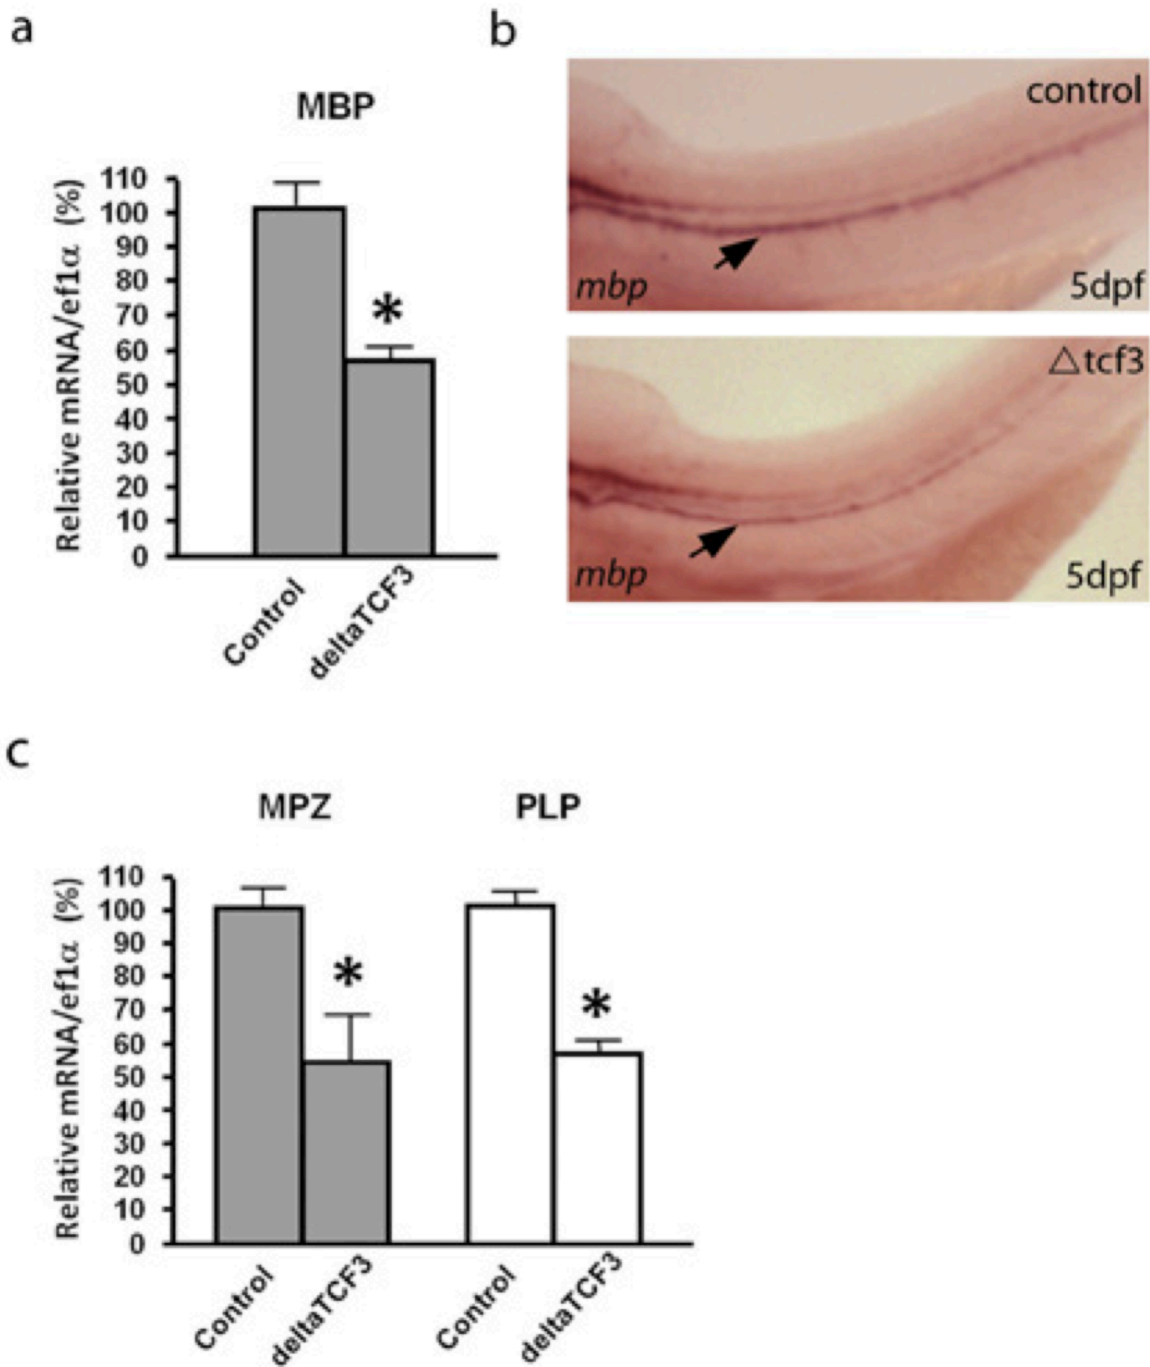 a
MBP
Relative mRNA/ef1α (%)
110
100
90
80
70
60
50
40
30
20
10
0
*
Control
deltaTCF3
b
control
mbp
5dpf
△tcf3
mbp
5dpf
c
MPZ
PLP
Relative mRNA/ef1α (%)
110
100
90
80
70
60
50
40
30
20
10
0
*
*
Control
deltaTCF3
Control
deltaTCF3